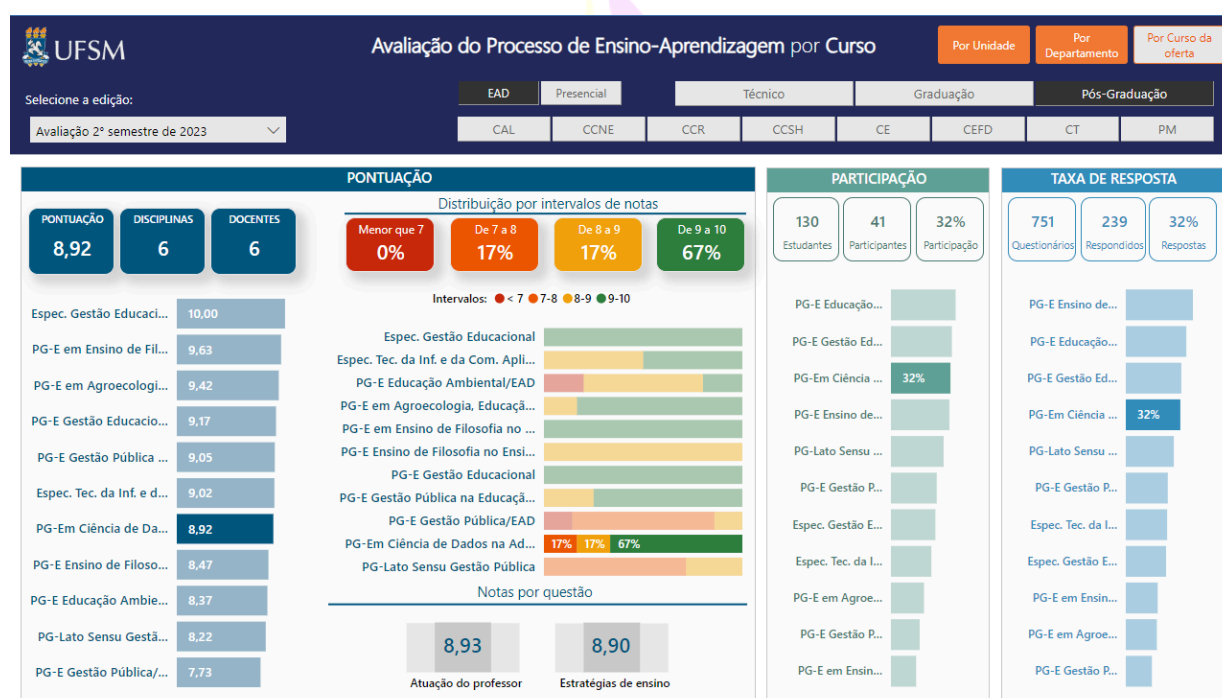 UFSM
Avaliação do Processo de Ensino-Aprendizagem por Curso
Por Unidade
Por Departamento
Por Curso da oferta
Selecione a edição:
Avaliação 2º semestre de 2023
EAD
Presencial
Técnico
Graduação
Pós-Graduação
CAL
CCNE
CCR
CCSH
CE
CEFD
CT
PM
PONTUAÇÃO
PONTUAÇÃO
8,92
DISCIPLINAS
6
DOCENTES
6
Espec. Gestão Educaci... 10,00
PG-E em Ensino de Fil... 9,63
PG-E em Agroecologi... 9,42
PG-E Gestão Educacio... 9,17
PG-E Gestão Pública ... 9,05
Espec. Tec. da Inf. e d... 9,02
PG-Em Ciência de Da... 8,92
PG-E Ensino de Filoso... 8,47
PG-E Educação Ambie... 8,37
PG-Lato Sensu Gestã... 8,22
PG-E Gestão Pública/... 7,73
Distribuição por intervalos de notas
Menor que 7
0%
De 7 a 8
17%
De 8 a 9
17%
De 9 a 10
67%
Intervalos: < 7 7-8 8-9 9-10
Espec. Gestão Educacional
Espec. Tec. da Inf. e da Com. Apli...
PG-E Educação Ambiental/EAD
PG-E em Agroecologia, Educaçã...
PG-E em Ensino de Filosofia no ...
PG-E Ensino de Filosofia no Ensi...
PG-E Gestão Educacional
PG-E Gestão Pública na Educaçã...
PG-E Gestão Pública/EAD
PG-Em Ciência de Dados na Ad... 17% 17% 67%
PG-Lato Sensu Gestão Pública
Notas por questão
8,93
Atuação do professor
8,90
Estratégias de ensino
PARTICIPAÇÃO
130
Estudantes
41
Participantes
32%
Participação
PG-E Educação...
PG-E Gestão Ed...
PG-Em Ciência ... 32%
PG-E Ensino de...
PG-Lato Sensu ...
PG-E Gestão P...
Espec. Gestão E...
Espec. Tec. da I...
PG-E em Agroe...
PG-E Gestão P...
PG-E em Ensin...
TAXA DE RESPOSTA
751
Questionários
239
Respondidos
32%
Respostas
PG-E Ensino de...
PG-E Educação...
PG-E Gestão Ed...
PG-Em Ciência ... 32%
PG-Lato Sensu ...
PG-E Gestão P...
Espec. Tec. da I...
Espec. Gestão E...
PG-E em Ensin...
PG-E em Agroe...
PG-E Gestão P...